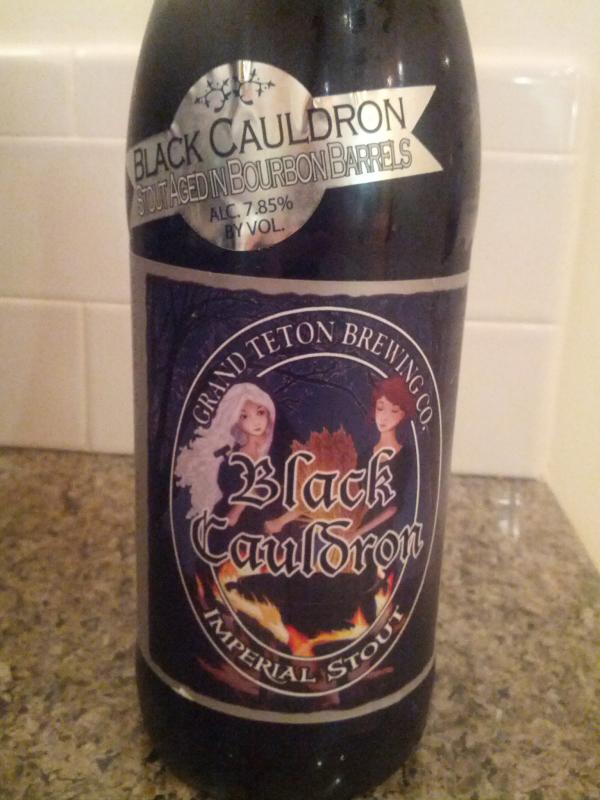 BLACK CAULDRON
STOUT AGED IN BOURBON BARRELS
ALC. 7.85%
BY VOL.
GRAND TETON BREWING CO.
Black
Cauldron
IMPERIAL STOUT